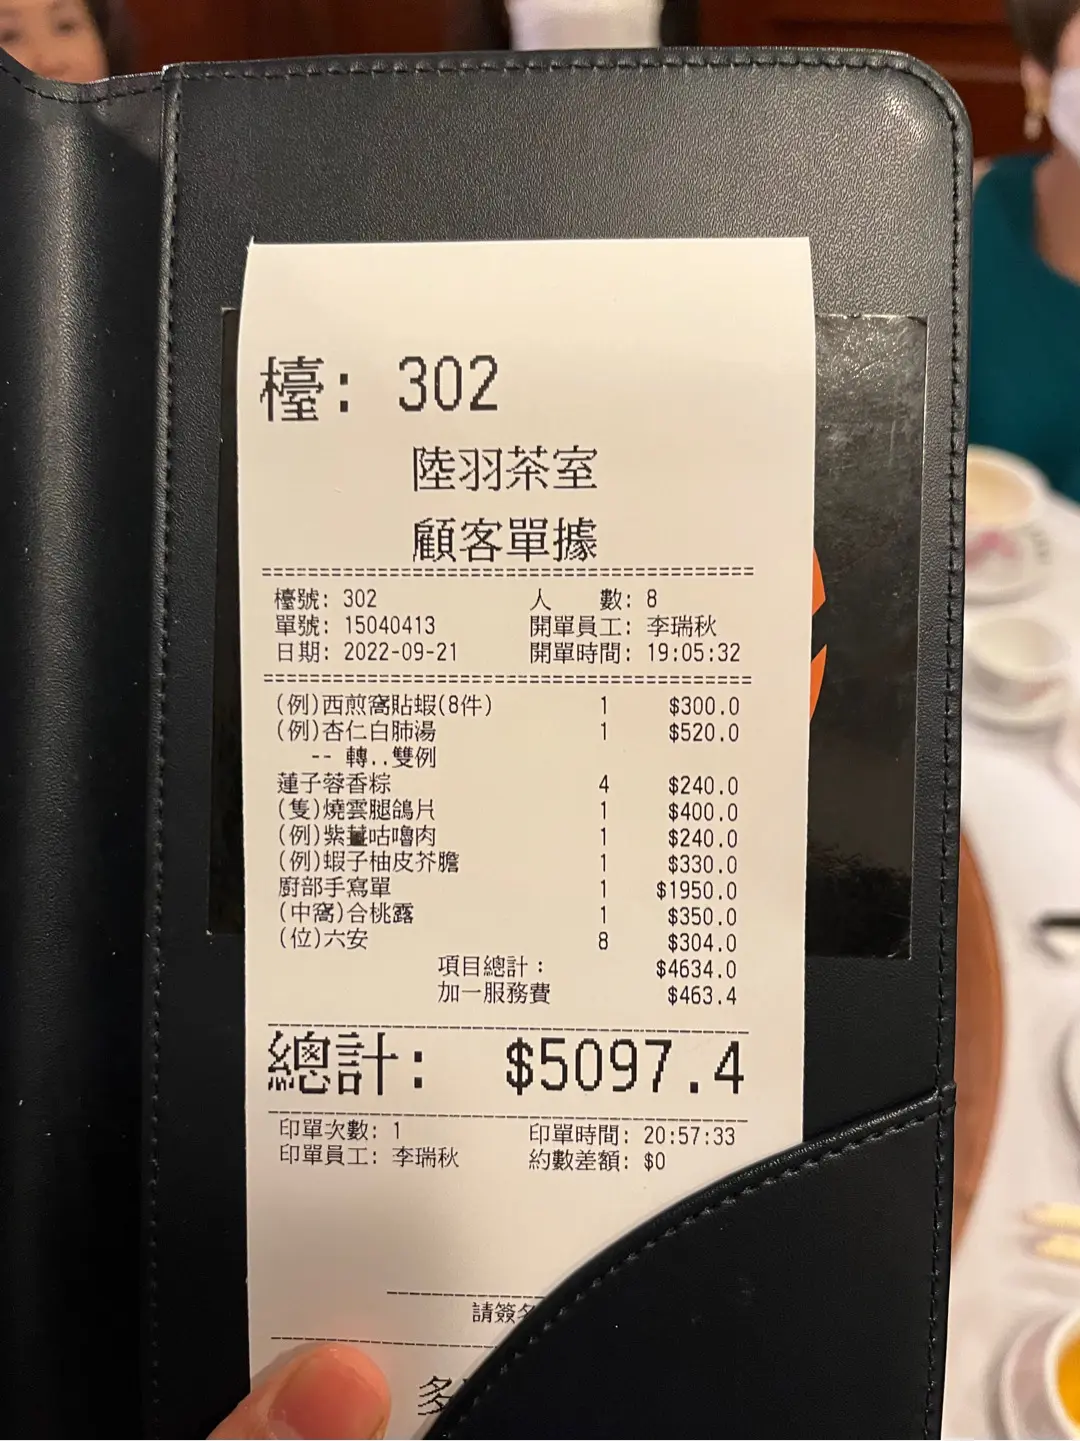 檯: 302
陸羽茶室
顧客單據
檯號: 302 人 數: 8
單號: 15040413 開單員工: 李瑞秋
日期: 2022-09-21 開單時間: 19:05:32
(例)西煎窩貼蝦(8件) 1 $300.0
(例)杏仁白肺湯 1 $520.0
-- 轉..雙例
蓮子蓉香粽 4 $240.0
(隻)燒雲腿鴿片 1 $400.0
(例)紫薑咕嚕肉 1 $240.0
(例)蝦子柚皮芥膽 1 $330.0
廚部手寫單 1 $1950.0
(中窩)合桃露 1 $350.0
(位)六安 8 $304.0
項目總計： $4634.0
加一服務費 $463.4
總計: $5097.4
印單次數: 1 印單時間: 20:57:33
印單員工: 李瑞秋 約數差額: $0
請簽名
多